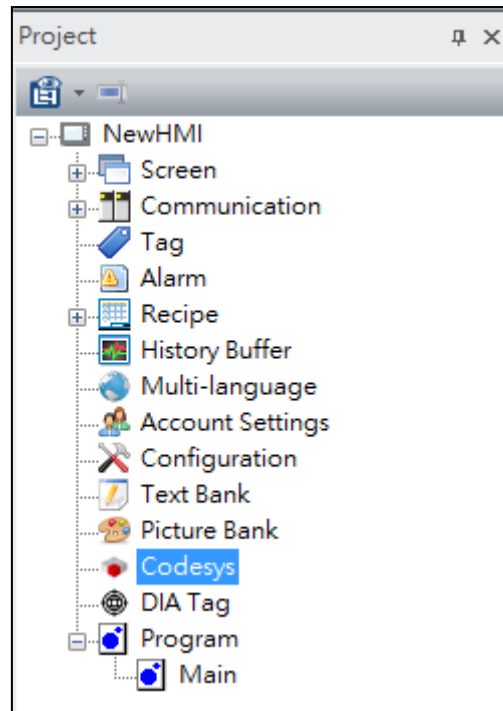 Project
NewHMI
Screen
Communication
Tag
Alarm
Recipe
History Buffer
Multi-language
Account Settings
Configuration
Text Bank
Picture Bank
Codesys
DIA Tag
Program
Main